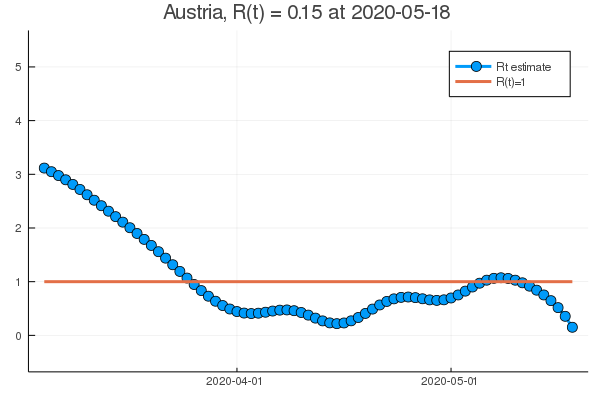 Austria, R(t) = 0.15 at 2020-05-18
5
Rt estimate
R(t)=1
4
3
2
1
0
2020-04-01
2020-05-01